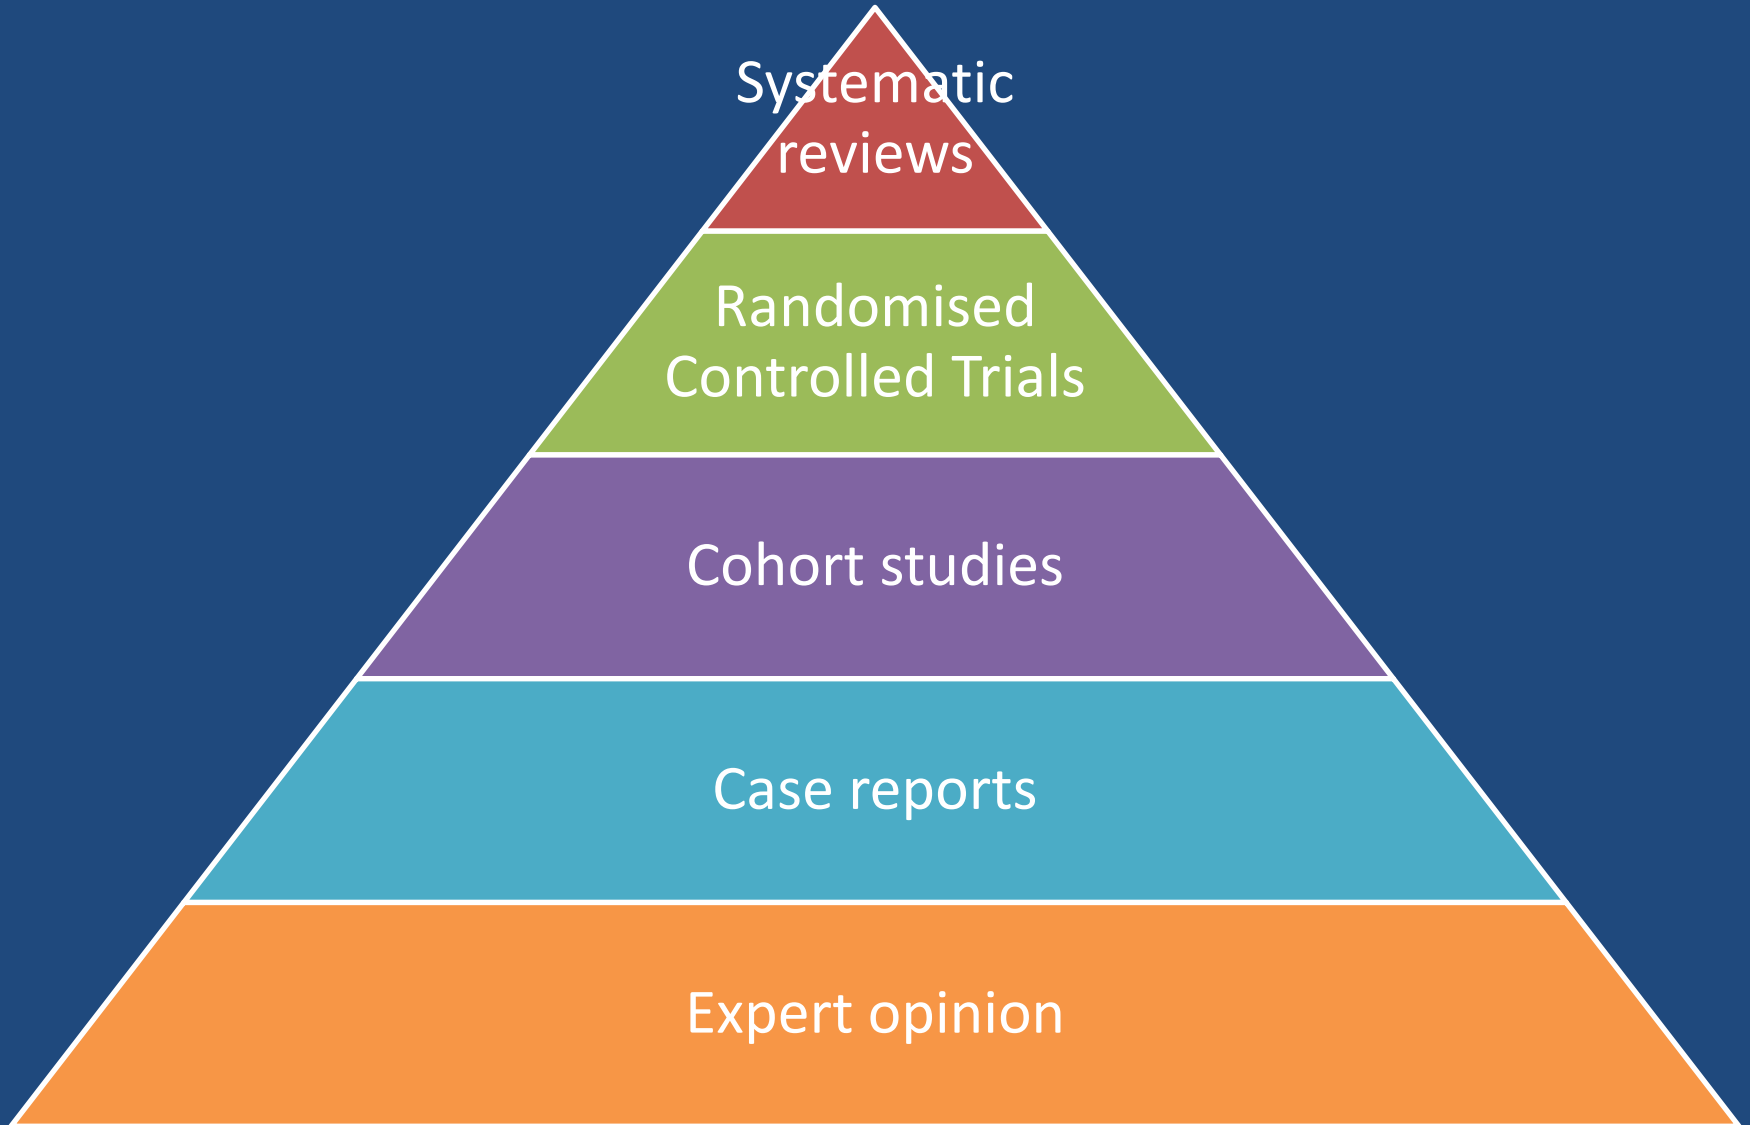 Systematic
reviews
Randomised
Controlled Trials
Cohort studies
Case reports
Expert opinion